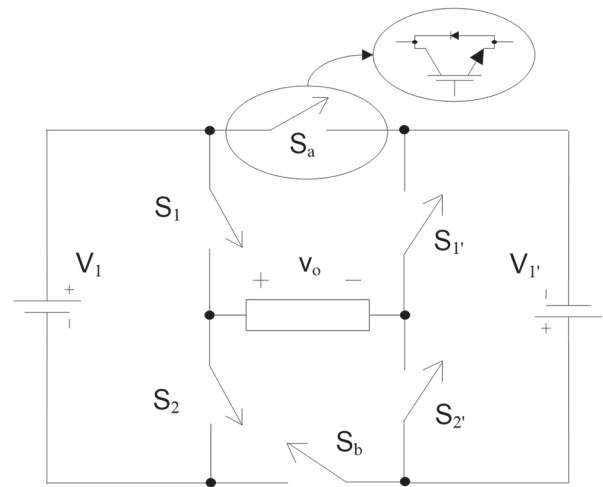 Sa
S1
S1'
V1
+
-
+ vo -
V1'
-
+
S2
S2'
Sb